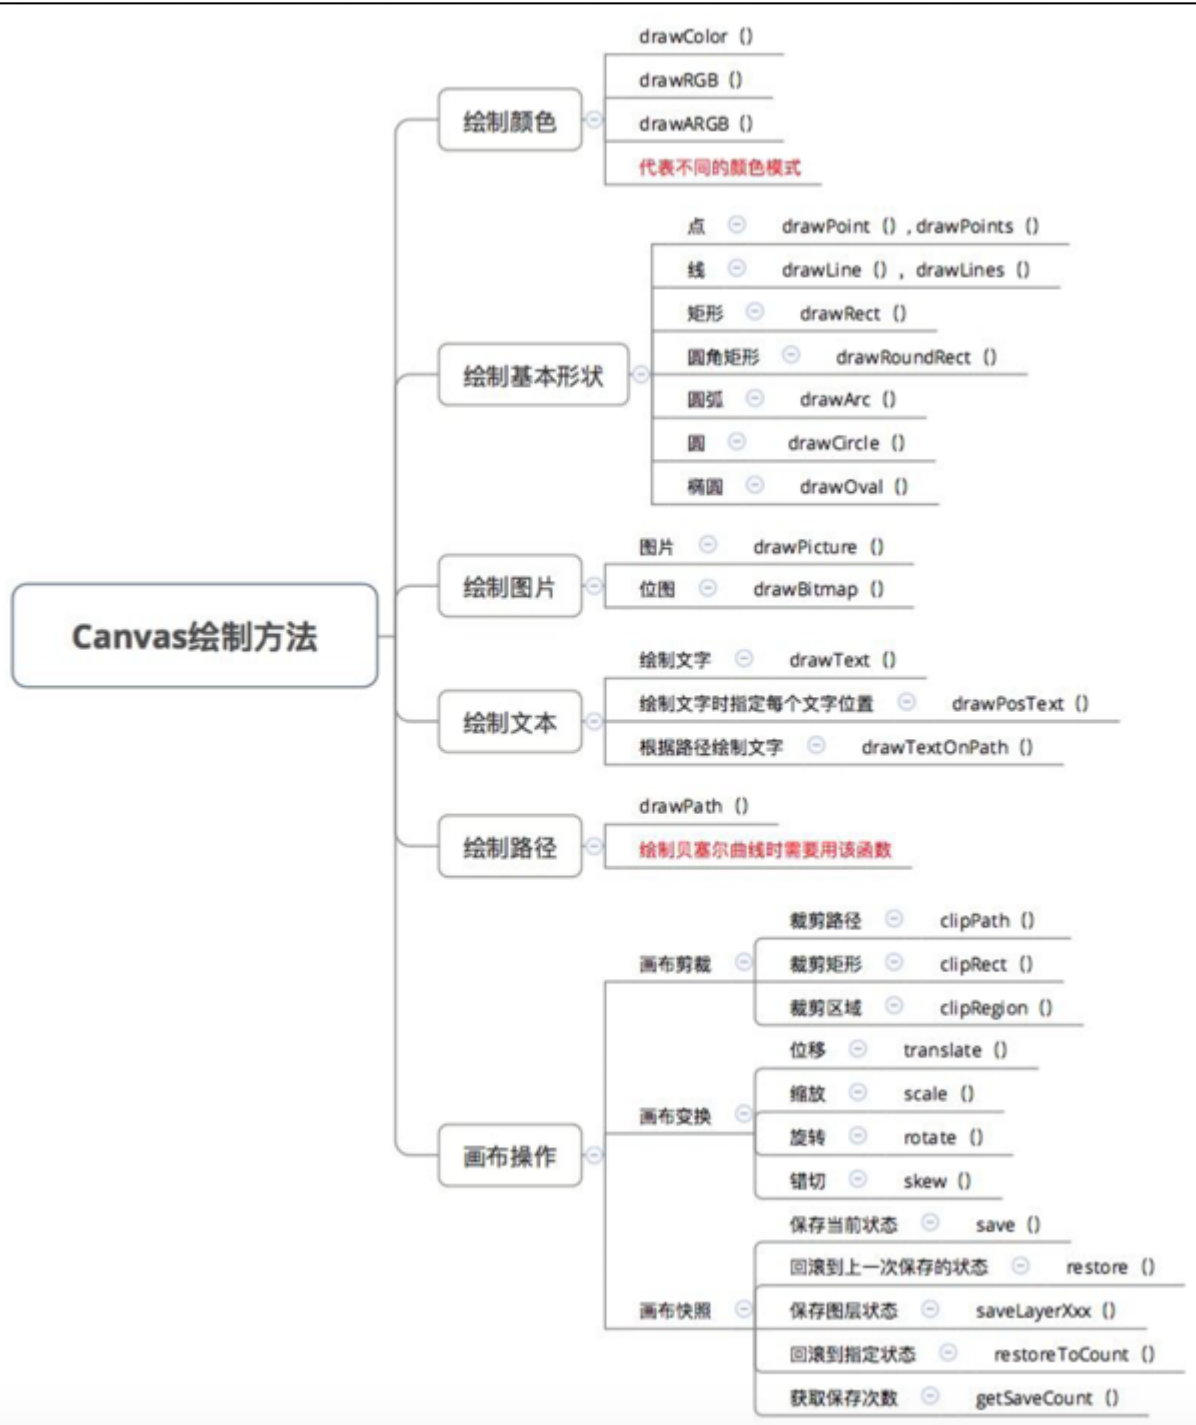 drawColor ()
drawRGB ()
绘制颜色
drawARGB ()
代表不同的颜色模式
点 drawPoint () ,drawPoints ()
线 drawLine () , drawLines ()
矩形 drawRect ()
圆角矩形 drawRoundRect ()
绘制基本形状
圆弧 drawArc ()
圆 drawCircle ()
椭圆 drawOval ()
图片 drawPicture ()
绘制图片
位图 drawBitmap ()
Canvas绘制方法
绘制文字 drawText ()
绘制文字时指定每个文字位置 drawPosText ()
绘制文本
根据路径绘制文字 drawTextOnPath ()
drawPath ()
绘制路径
绘制贝塞尔曲线时需要用该函数
裁剪路径 clipPath ()
画布剪裁
裁剪矩形 clipRect ()
裁剪区域 clipRegion ()
位移 translate ()
缩放 scale ()
画布变换
旋转 rotate ()
画布操作
错切 skew ()
保存当前状态 save ()
回滚到上一次保存的状态 restore ()
画布快照
保存图层状态 saveLayerXxx ()
回滚到指定状态 restoreToCount ()
获取保存次数 getSaveCount ()